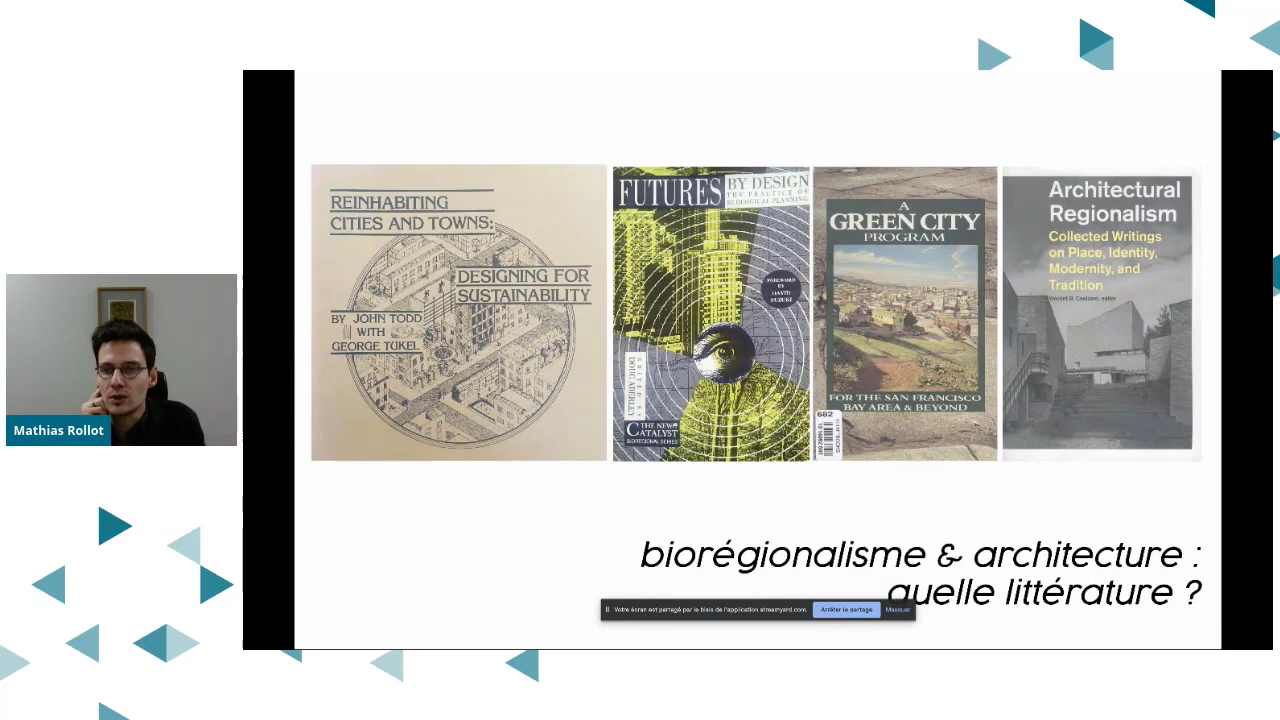 REINHABITING
CITIES AND TOWNS:
DESIGNING FOR
SUSTAINABILITY
BY JOHN TODD
WITH
GEORGE TUKEL
FUTURES
BY DESIGN
THE PRACTICE OF
ECOLOGICAL PLANNING
FOREWORD
BY
DAVID
SUZUKI
EDITED BY
DOUG ABERLEY
THE NEW
CATALYST
BIOREGIONAL SERIES
A
GREEN CITY
PROGRAM
FOR THE SAN FRANCISCO
BAY AREA & BEYOND
682
Architectural
Regionalism
Collected Writings
on Place, Identity,
Modernity, and
Tradition
Vincent B. Canizaro, editor
Mathias Rollot
biorégionalisme & architecture :
quelle littérature ?
Votre écran est partagé par le biais de l'application streamyard.com.
Arrêter le partage
Masquer